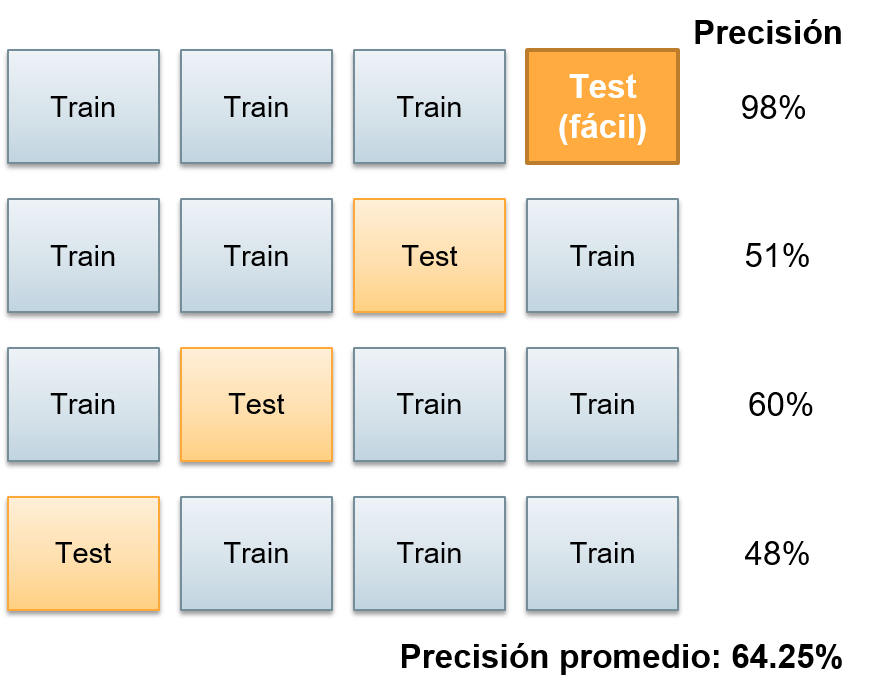 Precisión
Train Train Train Test
(fácil) 98%
Train Train Test Train 51%
Train Test Train Train 60%
Test Train Train Train 48%
Precisión promedio: 64.25%